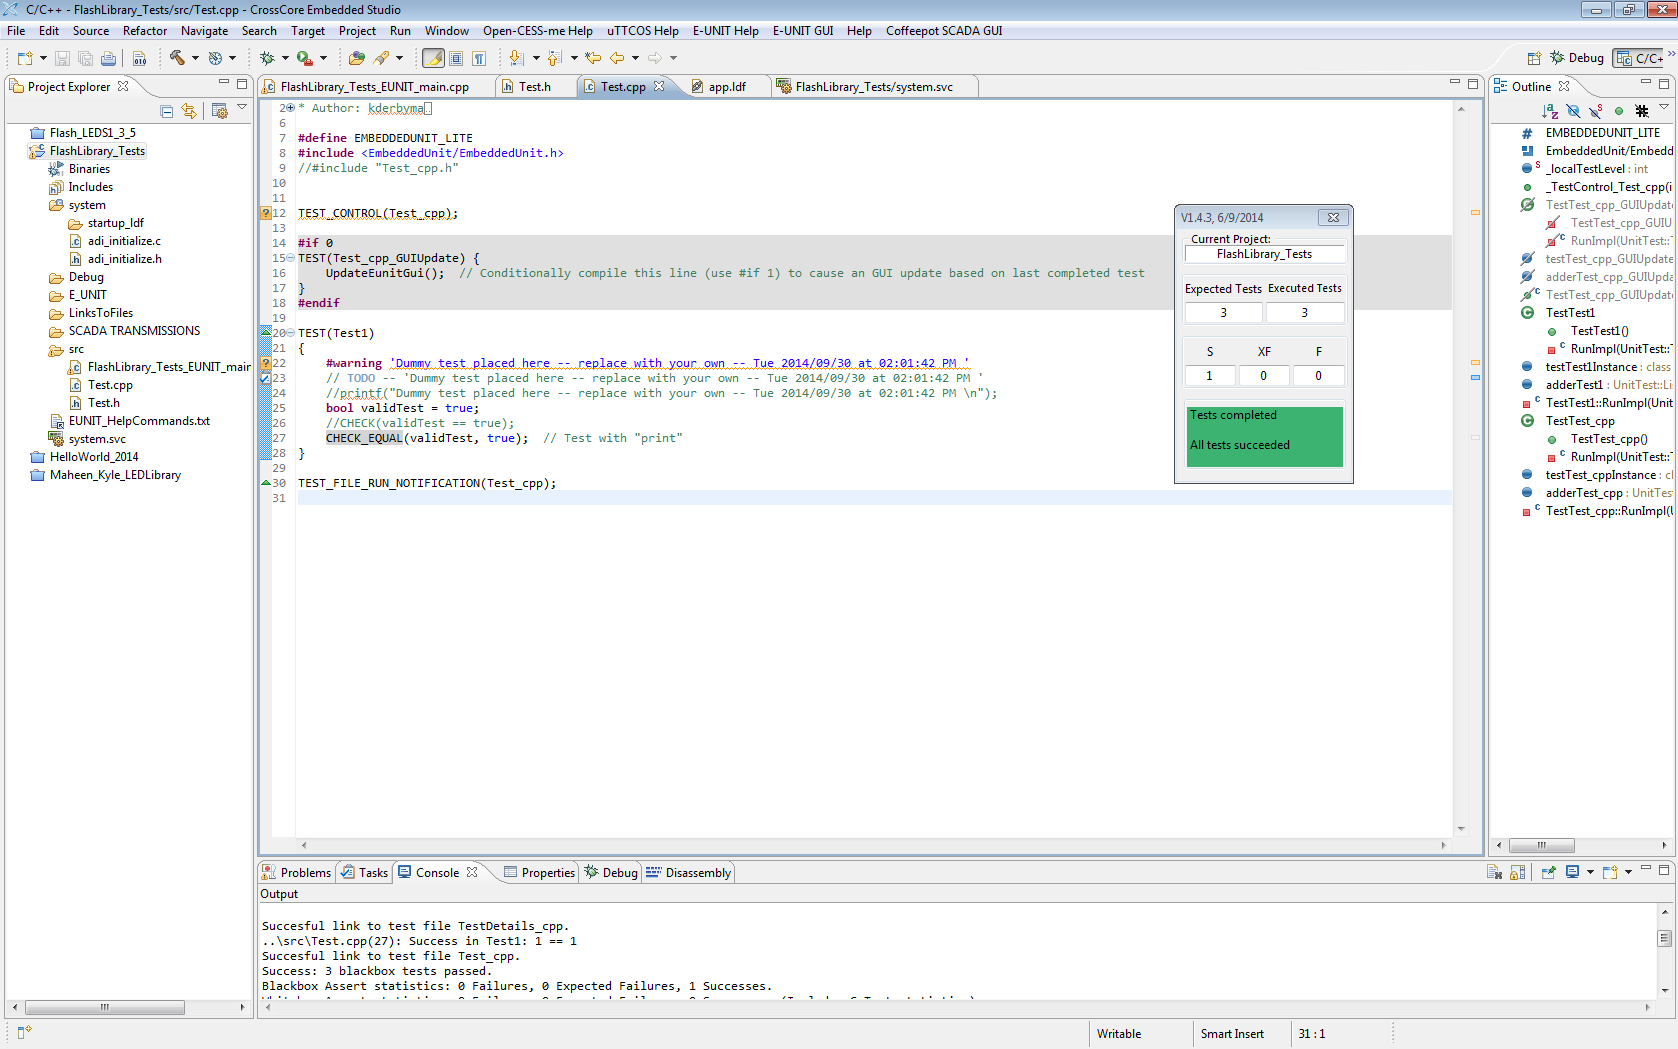 C/C++ - FlashLibrary_Tests/src/Test.cpp - CrossCore Embedded Studio
File Edit Source Refactor Navigate Search Target Project Run Window Open-CESS-me Help uTTCOS Help E-UNIT Help E-UNIT GUI Help Coffeepot SCADA GUI
Debug C/C+
Project Explorer
Flash_LEDS1_3_5
FlashLibrary_Tests
Binaries
Includes
system
startup_ldf
adi_initialize.c
adi_initialize.h
Debug
E_UNIT
LinksToFiles
SCADA TRANSMISSIONS
src
FlashLibrary_Tests_EUNIT_mair
Test.cpp
Test.h
EUNIT_HelpCommands.txt
system.svc
HelloWorld_2014
Maheen_Kyle_LEDLibrary
FlashLibrary_Tests_EUNIT_main.cpp Test.h Test.cpp app.ldf FlashLibrary_Tests/system.svc
2 * Author: kderbyma
6
7 #define EMBEDDEDUNIT_LITE
8 #include <EmbeddedUnit/EmbeddedUnit.h>
9 //#include "Test_cpp.h"
10
11
12 TEST_CONTROL(Test_cpp);
13
14 #if 0
15 TEST(Test_cpp_GUIUpdate) {
16 UpdateEunitGui(); // Conditionally compile this line (use #if 1) to cause an GUI update based on last completed test
17 }
18 #endif
19
20 TEST(Test1)
21 {
22 #warning 'Dummy test placed here -- replace with your own -- Tue 2014/09/30 at 02:01:42 PM '
23 // TODO -- 'Dummy test placed here -- replace with your own -- Tue 2014/09/30 at 02:01:42 PM '
24 //printf("Dummy test placed here -- replace with your own -- Tue 2014/09/30 at 02:01:42 PM \n");
25 bool validTest = true;
26 //CHECK(validTest == true);
27 CHECK_EQUAL(validTest, true); // Test with "print"
28 }
29
30 TEST_FILE_RUN_NOTIFICATION(Test_cpp);
31
V1.4.3, 6/9/2014
Current Project:
FlashLibrary_Tests
Expected Tests Executed Tests
3 3
S XF F
1 0 0
Tests completed
All tests succeeded
Outline
EMBEDDEDUNIT_LITE
EmbeddedUnit/Embedd
_localTestLevel : int
_TestControl_Test_cpp(i
TestTest_cpp_GUIUpdat
TestTest_cpp_GUIU
RunImpl(UnitTest::
testTest_cpp_GUIUpdate
adderTest_cpp_GUIUpda
TestTest_cpp_GUIUpdat
TestTest1
TestTest1()
RunImpl(UnitTest::
testTest1Instance : class
adderTest1 : UnitTest::Li
TestTest1::RunImpl(Unit
TestTest_cpp
TestTest_cpp()
RunImpl(UnitTest::
testTest_cppInstance : cl
adderTest_cpp : UnitTes
TestTest_cpp::RunImpl(U
Problems Tasks Console Properties Debug Disassembly
Output
Succesful link to test file TestDetails_cpp.
..\src\Test.cpp(27): Success in Test1: 1 == 1
Succesful link to test file Test_cpp.
Success: 3 blackbox tests passed.
Blackbox Assert statistics: 0 Failures, 0 Expected Failures, 1 Successes.
Writable Smart Insert 31 : 1